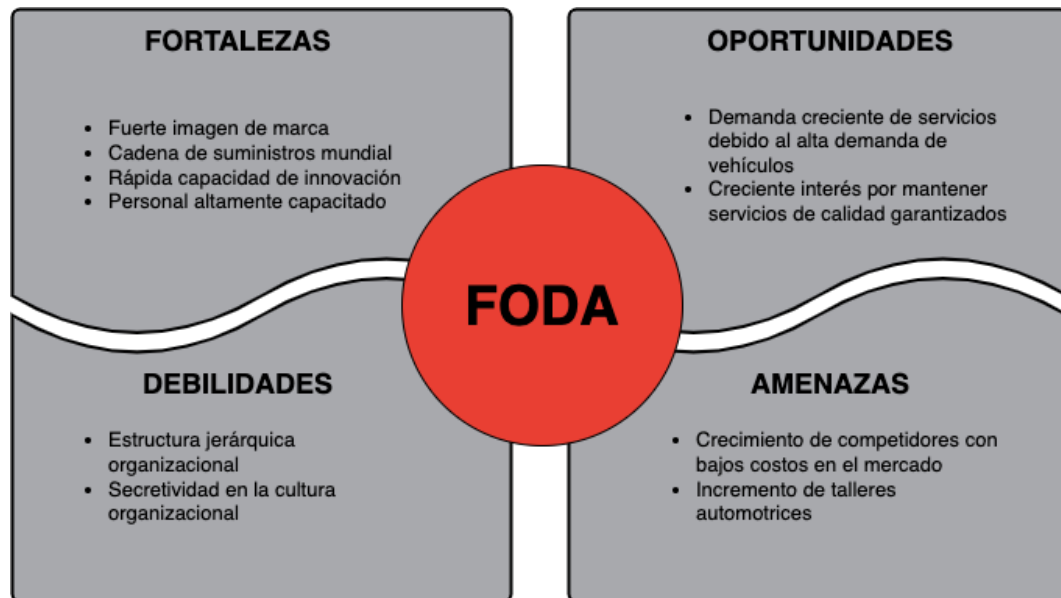 FORTALEZAS
• Fuerte imagen de marca
• Cadena de suministros mundial
• Rápida capacidad de innovación
• Personal altamente capacitado
OPORTUNIDADES
• Demanda creciente de servicios
debido al alta demanda de
vehículos
• Creciente interés por mantener
servicios de calidad garantizados
FODA
DEBILIDADES
• Estructura jerárquica
organizacional
• Secretividad en la cultura
organizacional
AMENAZAS
• Crecimiento de competidores con
bajos costos en el mercado
• Incremento de talleres
automotrices